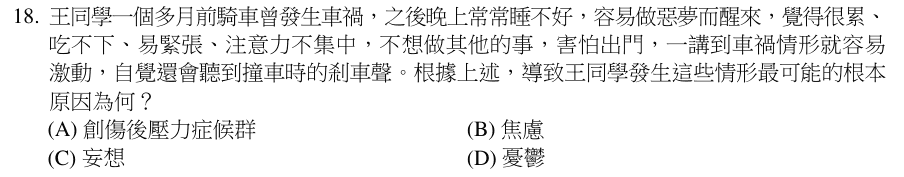 18. 王同學一個多月前騎車曾發生車禍，之後晚上常常睡不好，容易做惡夢而醒來，覺得很累、
吃不下、易緊張、注意力不集中，不想做其他的事，害怕出門，一講到車禍情形就容易
激動，自覺還會聽到撞車時的剎車聲。根據上述，導致王同學發生這些情形最可能的根本
原因為何？
(A) 創傷後壓力症候群 (B) 焦慮
(C) 妄想 (D) 憂鬱